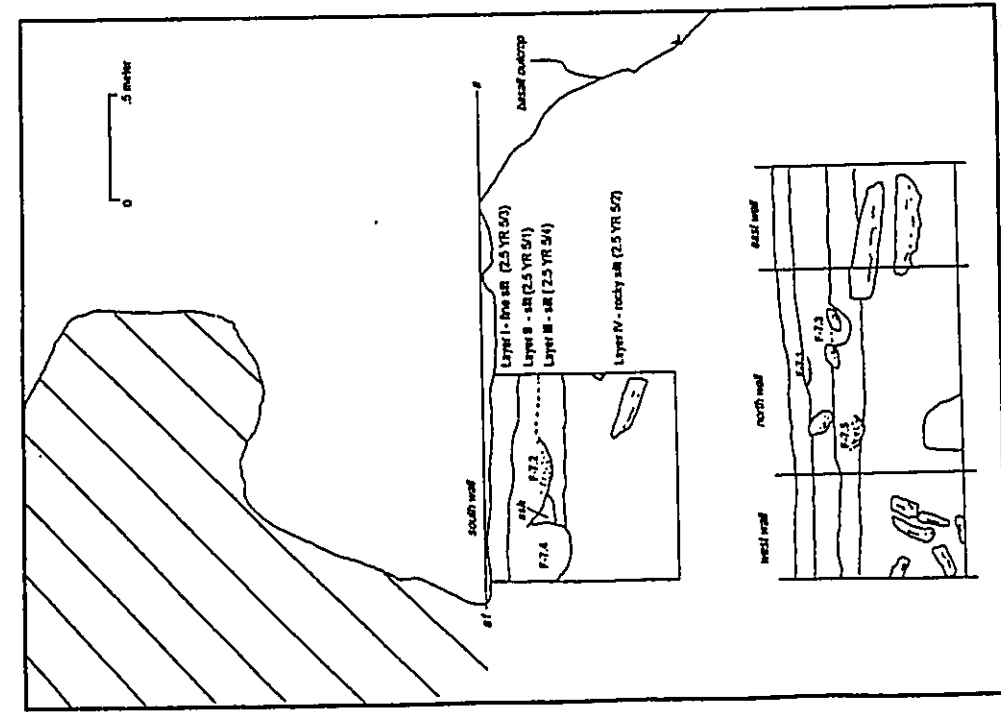 0 .5 meter
a
basalt outcrop
south wall
a1
Layer I - fine silt (2.5 YR 5/3)
Layer II - silt (2.5 YR 5/1)
Layer III - silt (2.5 YR 5/4)
Layer IV - rocky silt (2.5 YR 5/2)
F-7.4
ash
F-7.2
west wall
north wall
east wall
F-7.1
F-7.3
F-7.5